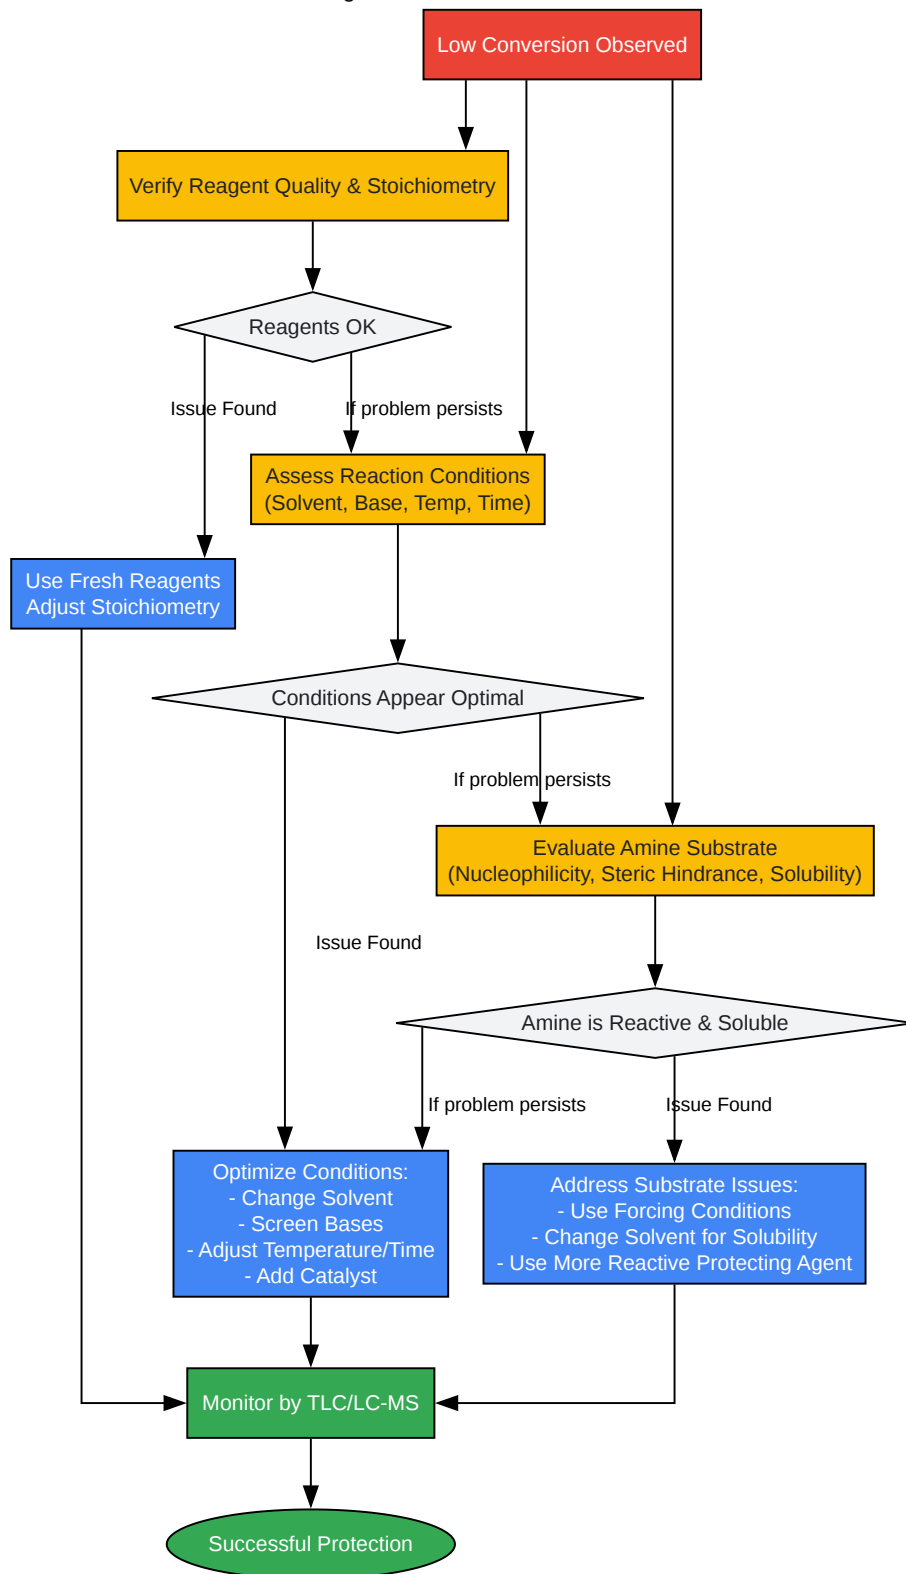 Low Conversion Observed
Verify Reagent Quality & Stoichiometry
Reagents OK
Issue Found
If problem persists
Assess Reaction Conditions
(Solvent, Base, Temp, Time)
Use Fresh Reagents
Adjust Stoichiometry
Conditions Appear Optimal
If problem persists
Evaluate Amine Substrate
(Nucleophilicity, Steric Hindrance, Solubility)
Issue Found
Amine is Reactive & Soluble
If problem persists
Issue Found
Optimize Conditions:
- Change Solvent
- Screen Bases
- Adjust Temperature/Time
- Add Catalyst
Address Substrate Issues:
- Use Forcing Conditions
- Change Solvent for Solubility
- Use More Reactive Protecting Agent
Monitor by TLC/LC-MS
Successful Protection